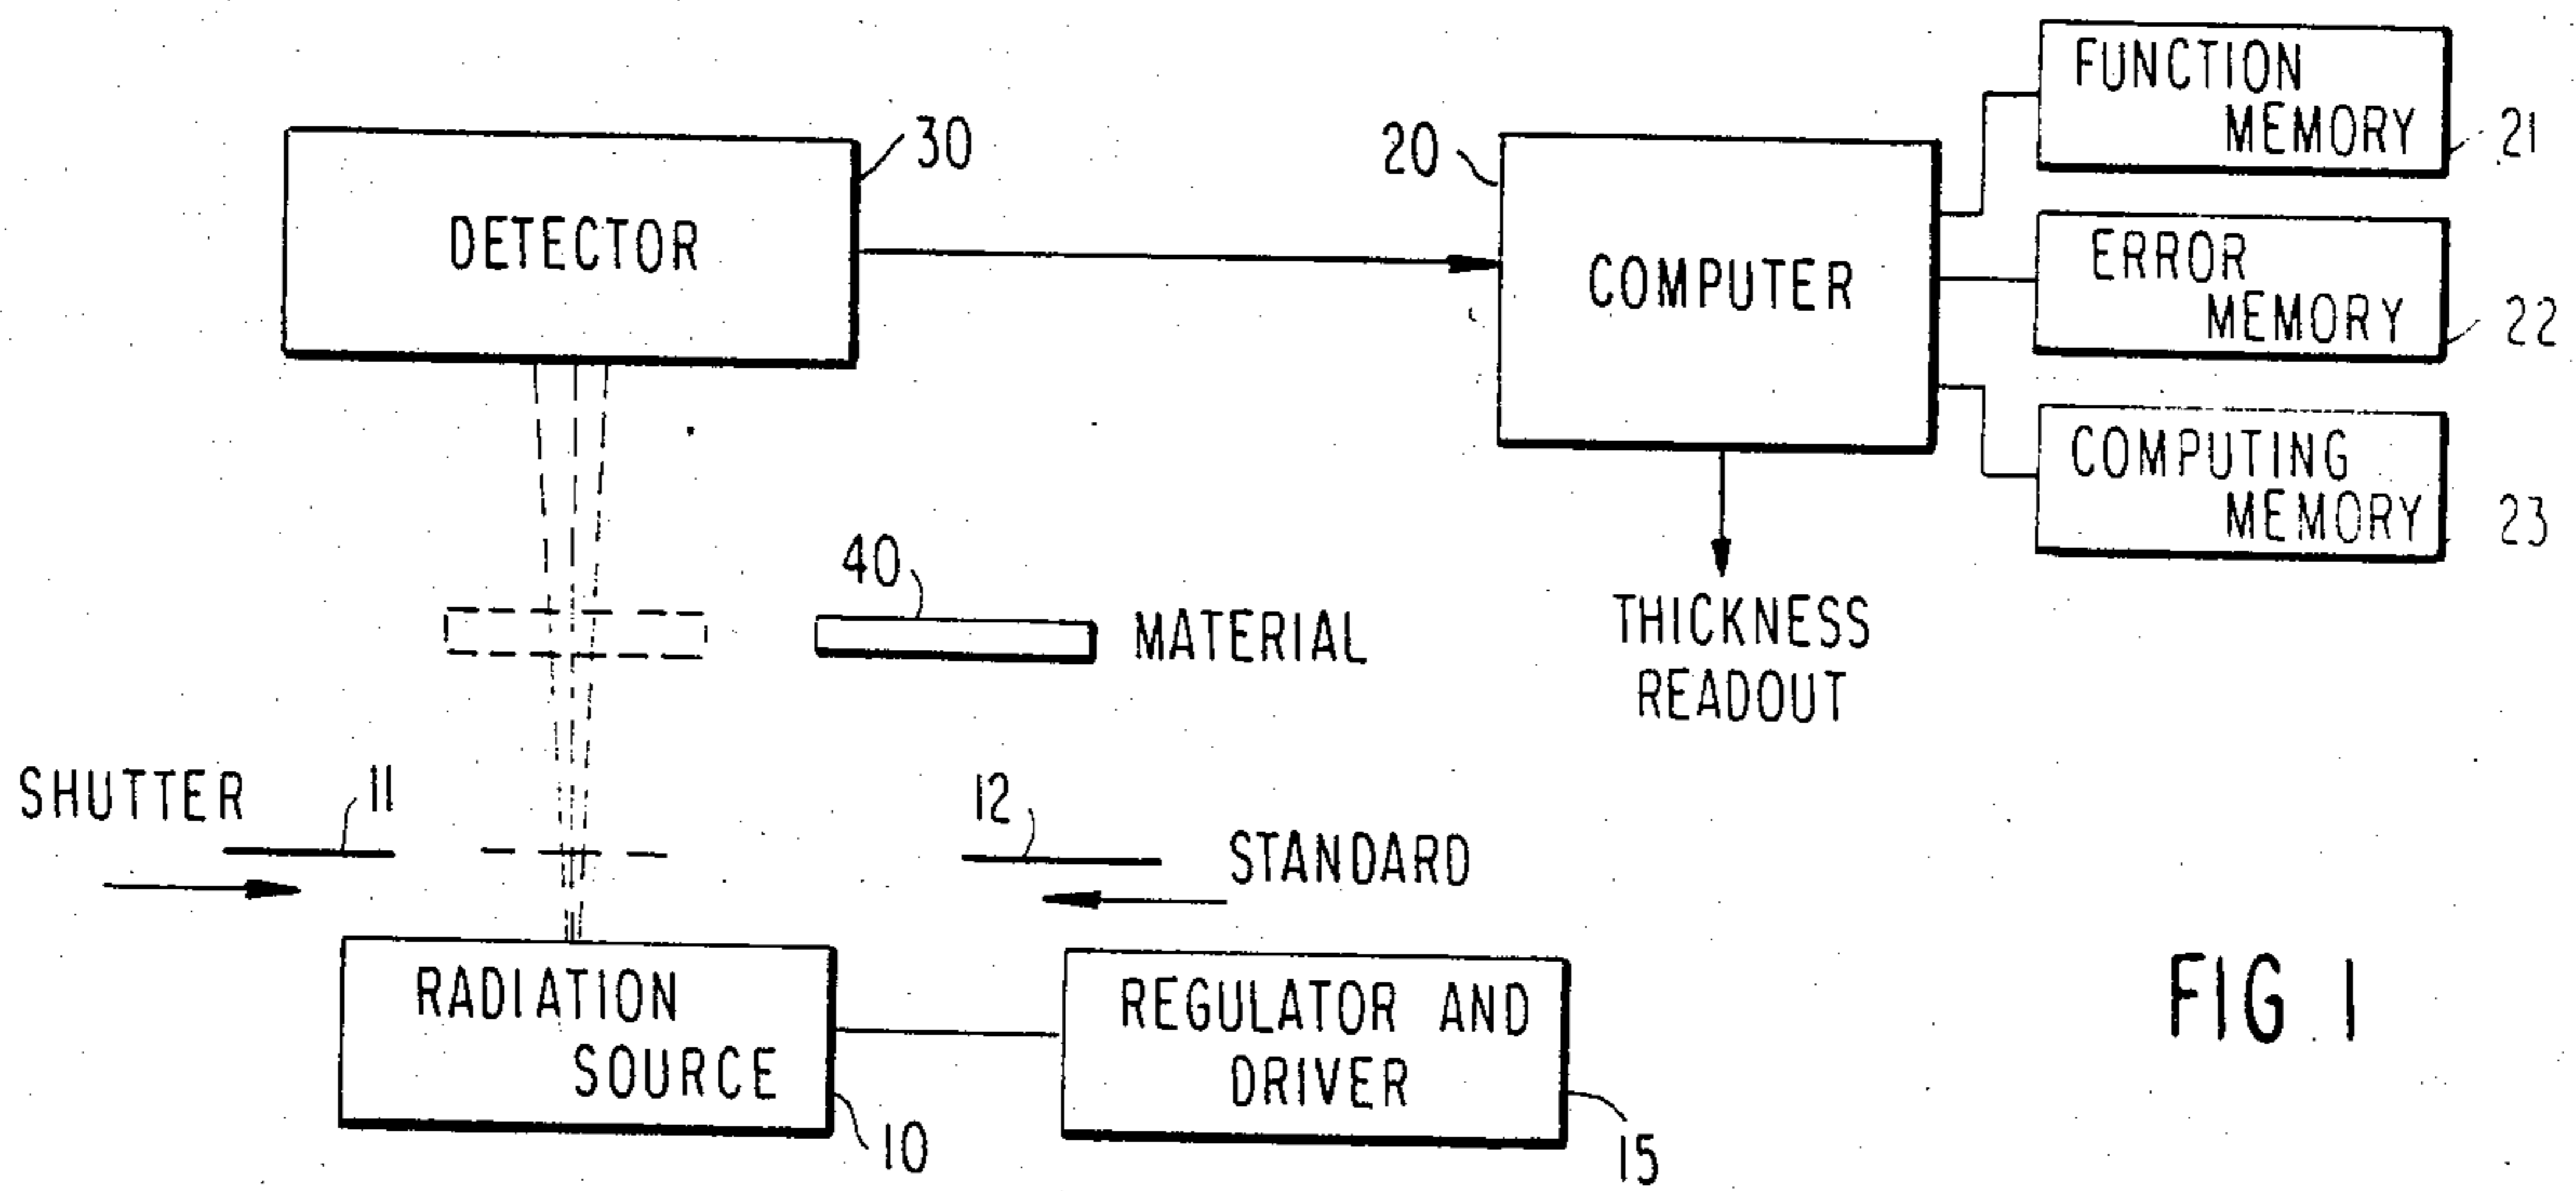 FUNCTION
MEMORY
21
30
20
DETECTOR
COMPUTER
ERROR
MEMORY
22
COMPUTING
MEMORY
23
40
MATERIAL
THICKNESS
READOUT
SHUTTER
11
12
STANDARD
RADIATION
SOURCE
10
REGULATOR AND
DRIVER
15
FIG. 1